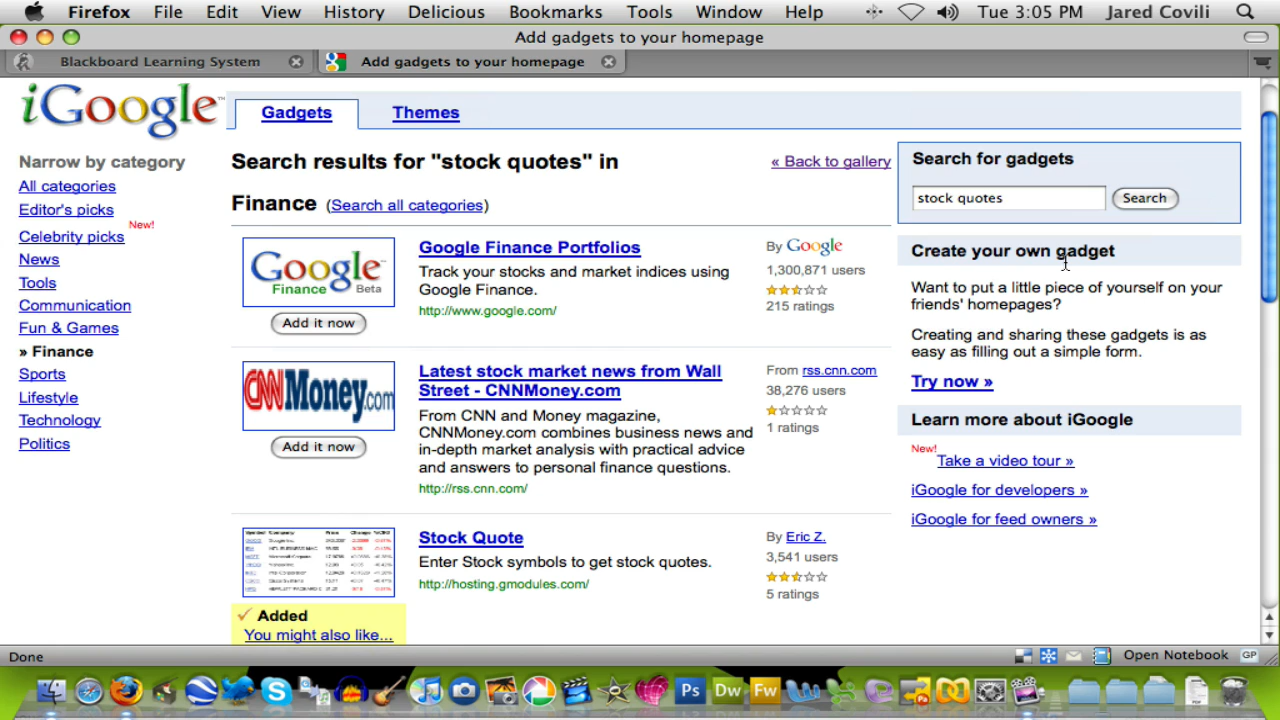 Firefox File Edit View History Delicious Bookmarks Tools Window Help Tue 3:05 PM Jared Covili
Add gadgets to your homepage
Blackboard Learning System
Add gadgets to your homepage
iGoogle™
Gadgets
Themes
Narrow by category
All categories
Editor's picks
New!
Celebrity picks
News
Tools
Communication
Fun & Games
» Finance
Sports
Lifestyle
Technology
Politics
Search results for "stock quotes" in
Finance (Search all categories)
« Back to gallery
Google
Finance Beta
Add it now
Google Finance Portfolios
Track your stocks and market indices using
Google Finance.
http://www.google.com/
By Google
1,300,871 users
215 ratings
CNNMoney.com
Add it now
Latest stock market news from Wall
Street - CNNMoney.com
From CNN and Money magazine,
CNNMoney.com combines business news and
in-depth market analysis with practical advice
and answers to personal finance questions.
http://rss.cnn.com/
From rss.cnn.com
38,276 users
1 ratings
Stock Quote
Enter Stock symbols to get stock quotes.
http://hosting.gmodules.com/
By Eric Z.
3,541 users
5 ratings
Added
You might also like...
Search for gadgets
stock quotes
Search
Create your own gadget
Want to put a little piece of yourself on your
friends' homepages?
Creating and sharing these gadgets is as
easy as filling out a simple form.
Try now »
Learn more about iGoogle
New!
Take a video tour »
iGoogle for developers »
iGoogle for feed owners »
Done
Open Notebook
GP
Ps
Dw
Fw